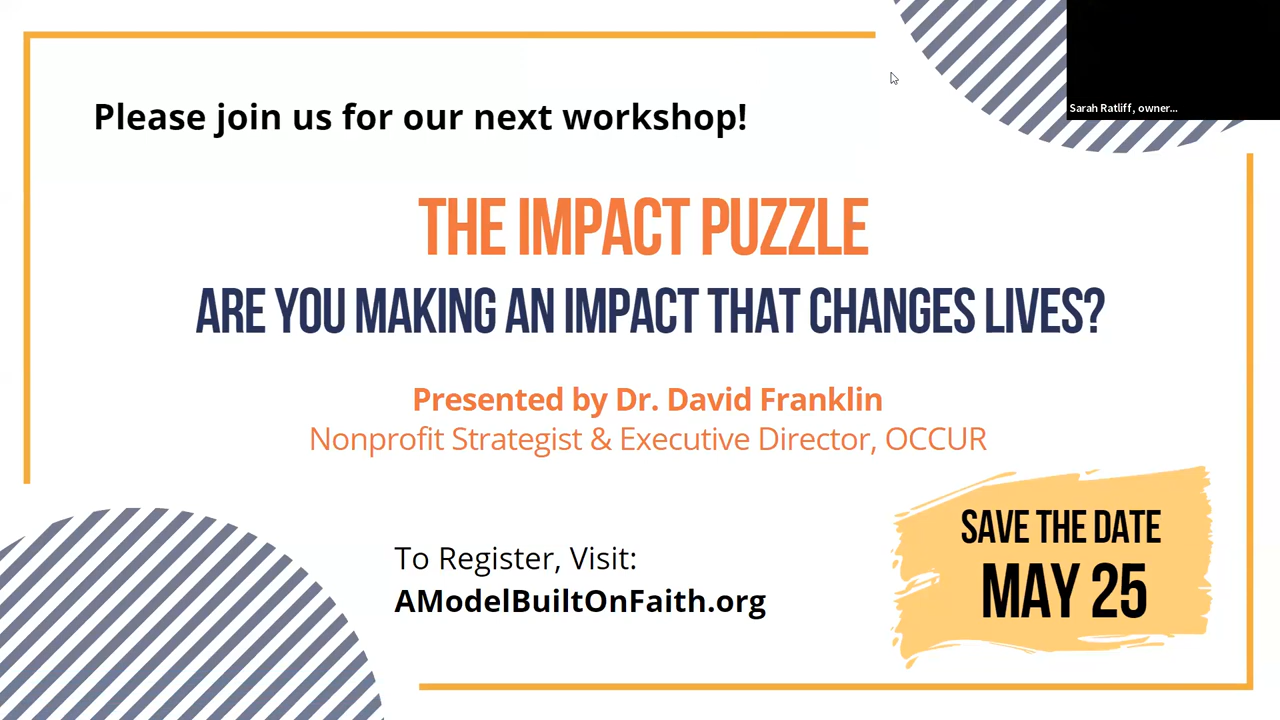 Please join us for our next workshop!
Sarah Ratliff, owner...
THE IMPACT PUZZLE
ARE YOU MAKING AN IMPACT THAT CHANGES LIVES?
Presented by Dr. David Franklin
Nonprofit Strategist & Executive Director, OCCUR
To Register, Visit:
AModelBuiltOnFaith.org
SAVE THE DATE
MAY 25